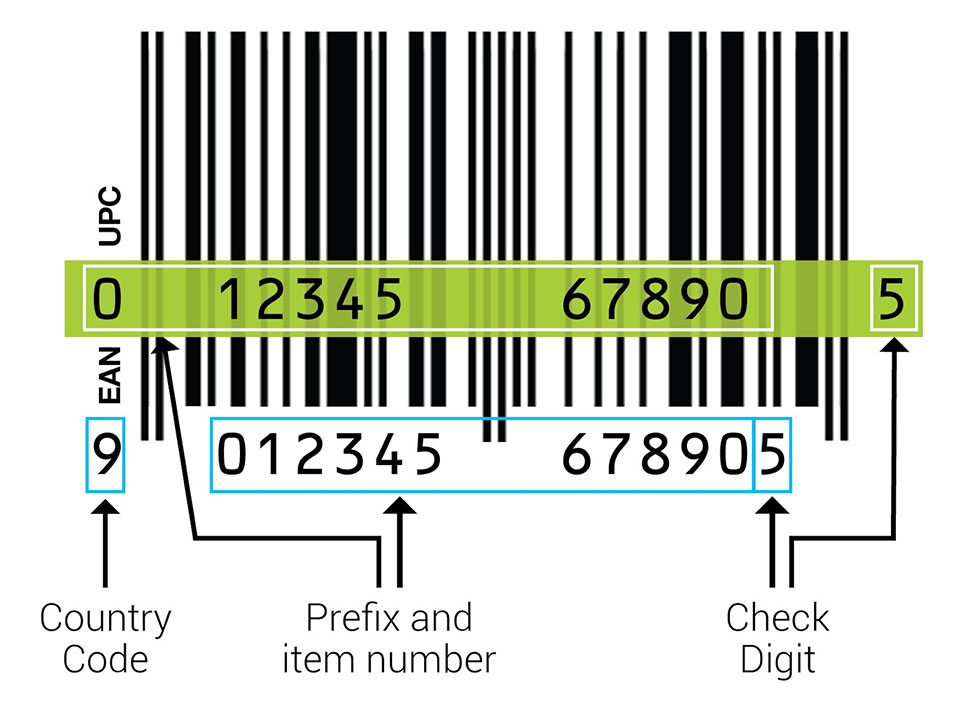 UPC
0 12345 67890 5
EAN
9 012345 678905
Country
Code
Prefix and
item number
Check
Digit